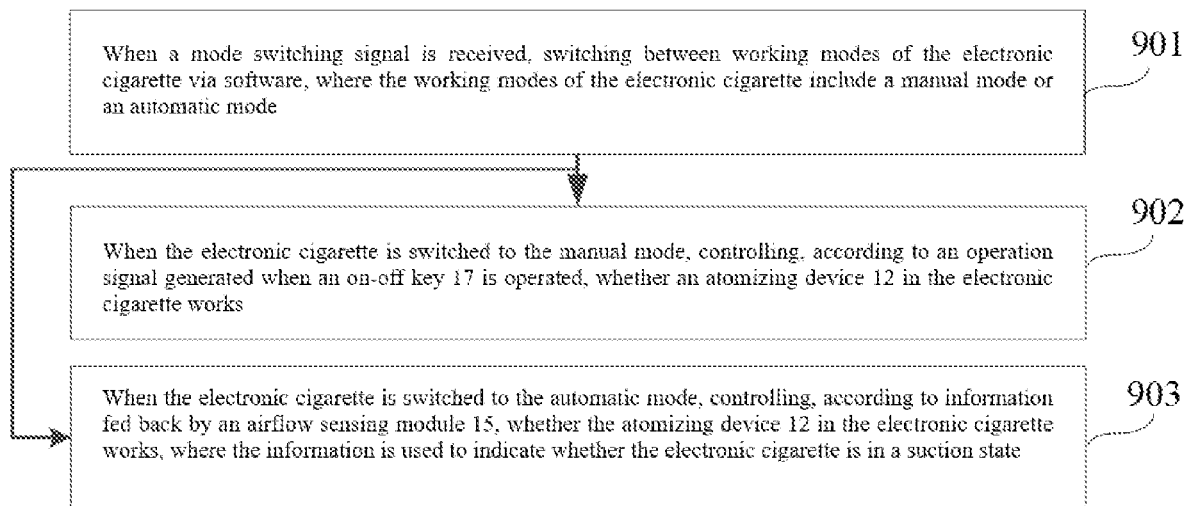 When a mode switching signal is received, switching between working modes of the electronic
cigarette via software, where the working modes of the electronic cigarette include a manual mode or
an automatic mode
901
When the electronic cigarette is switched to the manual mode, controlling, according to an operation
signal generated when an on-off key 17 is operated, whether an atomizing device 12 in the electronic
cigarette works
902
When the electronic cigarette is switched to the automatic mode, controlling, according to information
fed back by an airflow sensing module 15, whether the atomizing device 12 in the electronic cigarette
works, where the information is used to indicate whether the electronic cigarette is in a suction state
903